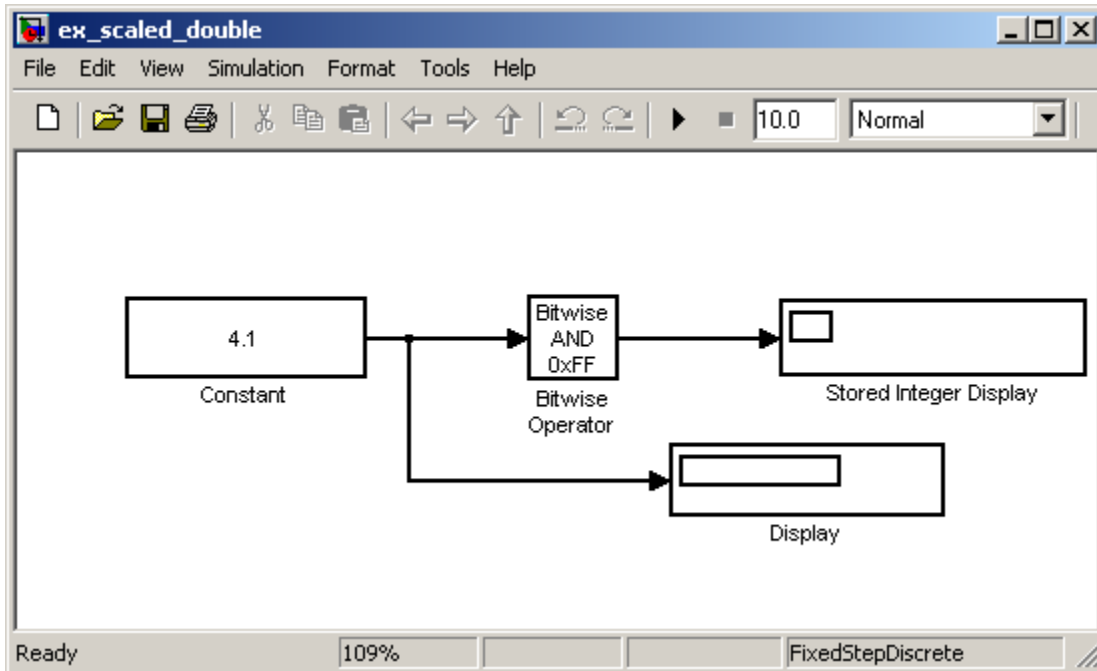 ex_scaled_double
File Edit View Simulation Format Tools Help
10.0 Normal
4.1
Constant
Bitwise
AND
0xFF
Bitwise
Operator
Stored Integer Display
Display
Ready 109% FixedStepDiscrete